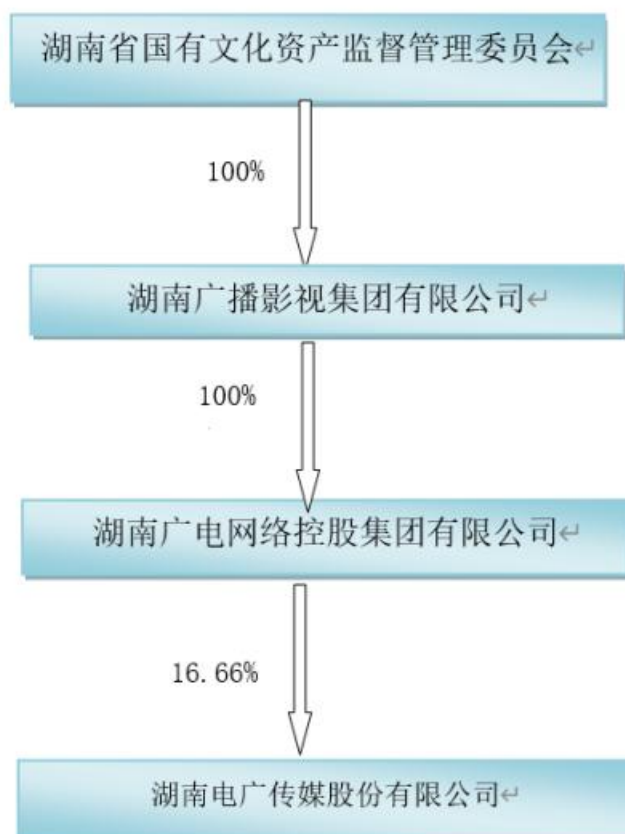 湖南省国有文化资产监督管理委员会↵
100%
湖南广播影视集团有限公司↵
100%
湖南广电网络控股集团有限公司↵
16.66%
湖南电广传媒股份有限公司↵